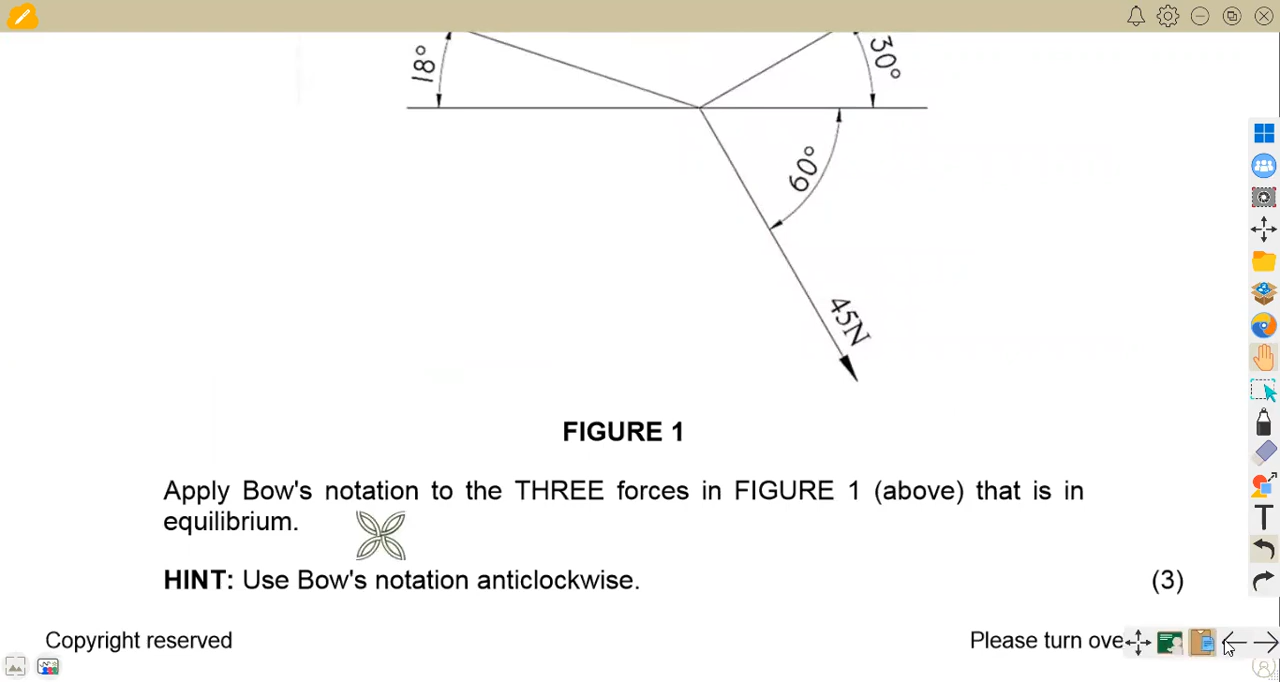 18°
30°
60°
45N
FIGURE 1
Apply Bow's notation to the THREE forces in FIGURE 1 (above) that is in
equilibrium.
HINT: Use Bow's notation anticlockwise. (3)
Copyright reserved Please turn ove
T